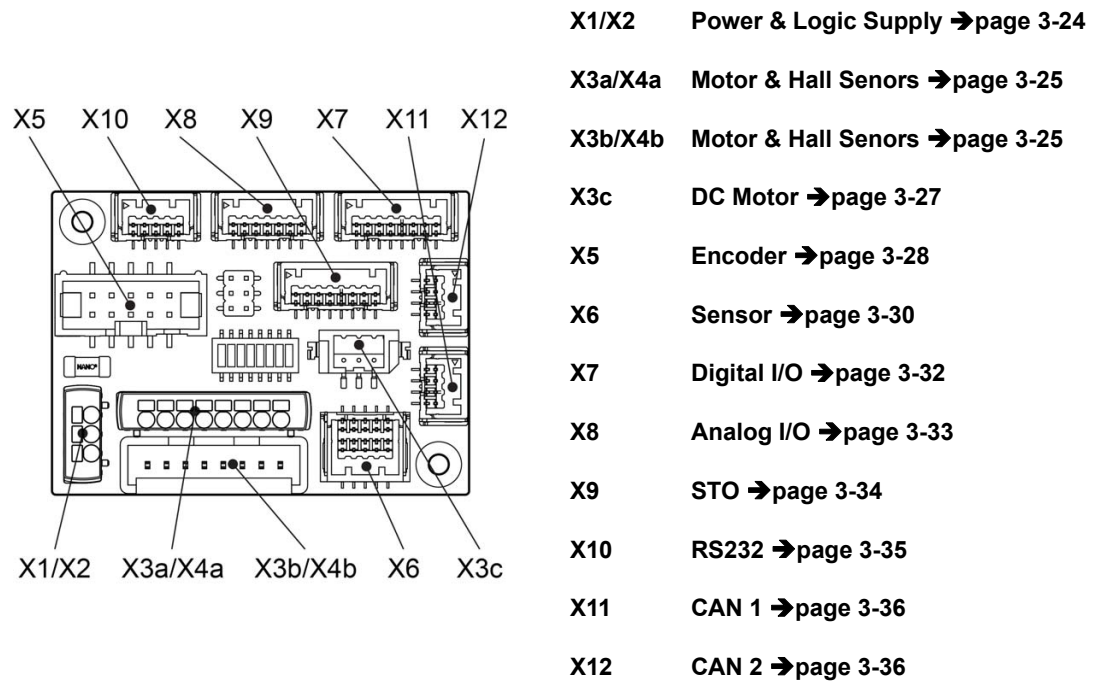 X1/X2 Power & Logic Supply ➔page 3-24
X3a/X4a Motor & Hall Senors ➔page 3-25
X3b/X4b Motor & Hall Senors ➔page 3-25
X3c DC Motor ➔page 3-27
X5 Encoder ➔page 3-28
X6 Sensor ➔page 3-30
X7 Digital I/O ➔page 3-32
X8 Analog I/O ➔page 3-33
X9 STO ➔page 3-34
X10 RS232 ➔page 3-35
X11 CAN 1 ➔page 3-36
X12 CAN 2 ➔page 3-36
X5 X10 X8 X9 X7 X11 X12
NANO²
X1/X2 X3a/X4a X3b/X4b X6 X3c